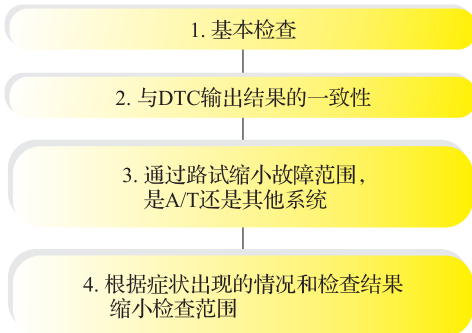 1. 基本检查
2. 与DTC输出结果的一致性
3. 通过路试缩小故障范围，
是A/T还是其他系统
4. 根据症状出现的情况和检查结果
缩小检查范围